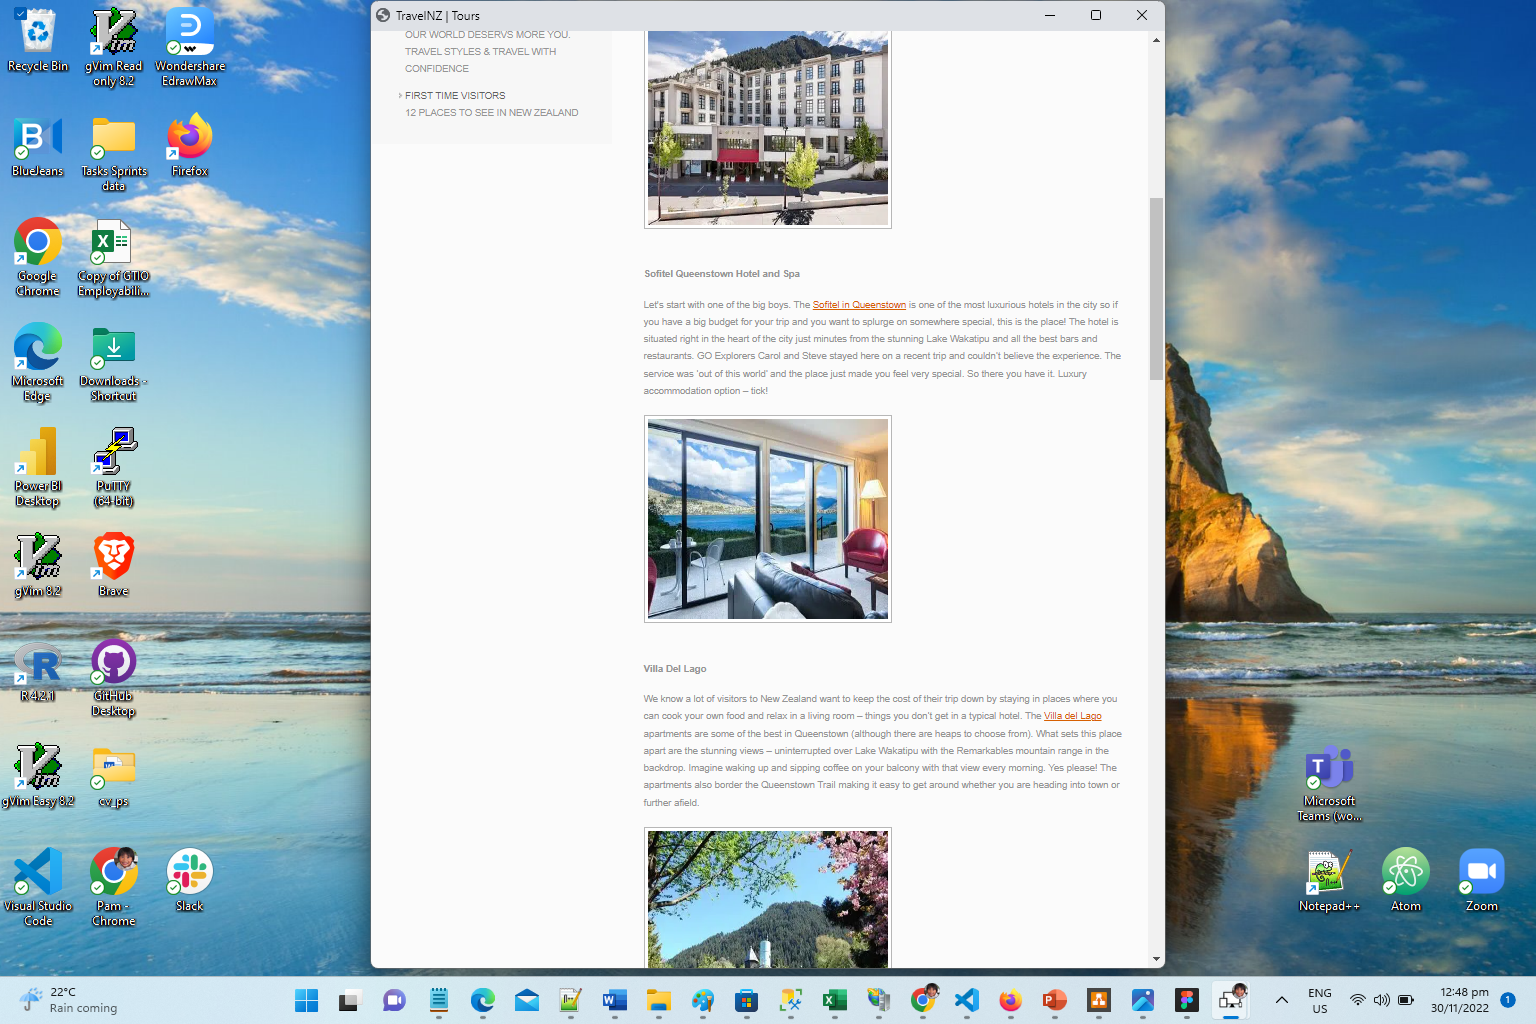 TravelNZ | Tours
OUR WORLD DESERVS MORE YOU.
TRAVEL STYLES & TRAVEL WITH
CONFIDENCE
FIRST TIME VISITORS
12 PLACES TO SEE IN NEW ZEALAND
Sofitel Queenstown Hotel and Spa
Let's start with one of the big boys. The Sofitel in Queenstown is one of the most luxurious hotels in the city so if
you have a big budget for your trip and you want to splurge on somewhere special, this is the place! The hotel is
situated right in the heart of the city just minutes from the stunning Lake Wakatipu and all the best bars and
restaurants. GO Explorers Carol and Steve stayed here on a recent trip and couldn't believe the experience. The
service was 'out of this world' and the place just made you feel very special. So there you have it. Luxury
accommodation option – tick!
Villa Del Lago
We know a lot of visitors to New Zealand want to keep the cost of their trip down by staying in places where you
can cook your own food and relax in a living room – things you don't get in a typical hotel. The Villa del Lago
apartments are some of the best in Queenstown (although there are heaps to choose from). What sets this place
apart are the stunning views – uninterrupted over Lake Wakatipu with the Remarkables mountain range in the
backdrop. Imagine waking up and sipping coffee on your balcony with that view every morning. Yes please! The
apartments also border the Queenstown Trail making it easy to get around whether you are heading into town or
further afield.
Recycle Bin
gVim Read
only 8.2
Wondershare
EdrawMax
BlueJeans
Tasks Sprints
data
Firefox
Google
Chrome
Copy of GTIO
Employabili...
Microsoft
Edge
Downloads -
Shortcut
Power BI
Desktop
PuTTY
(64-bit)
gVim 8.2
Brave
R 4.2.1
GitHub
Desktop
gVim Easy 8.2
cv_ps
Visual Studio
Code
Pam -
Chrome
Slack
Microsoft
Teams (wo...
Notepad++
Atom
Zoom
22°C
Rain coming
ENG
US
12:48 pm
30/11/2022
1